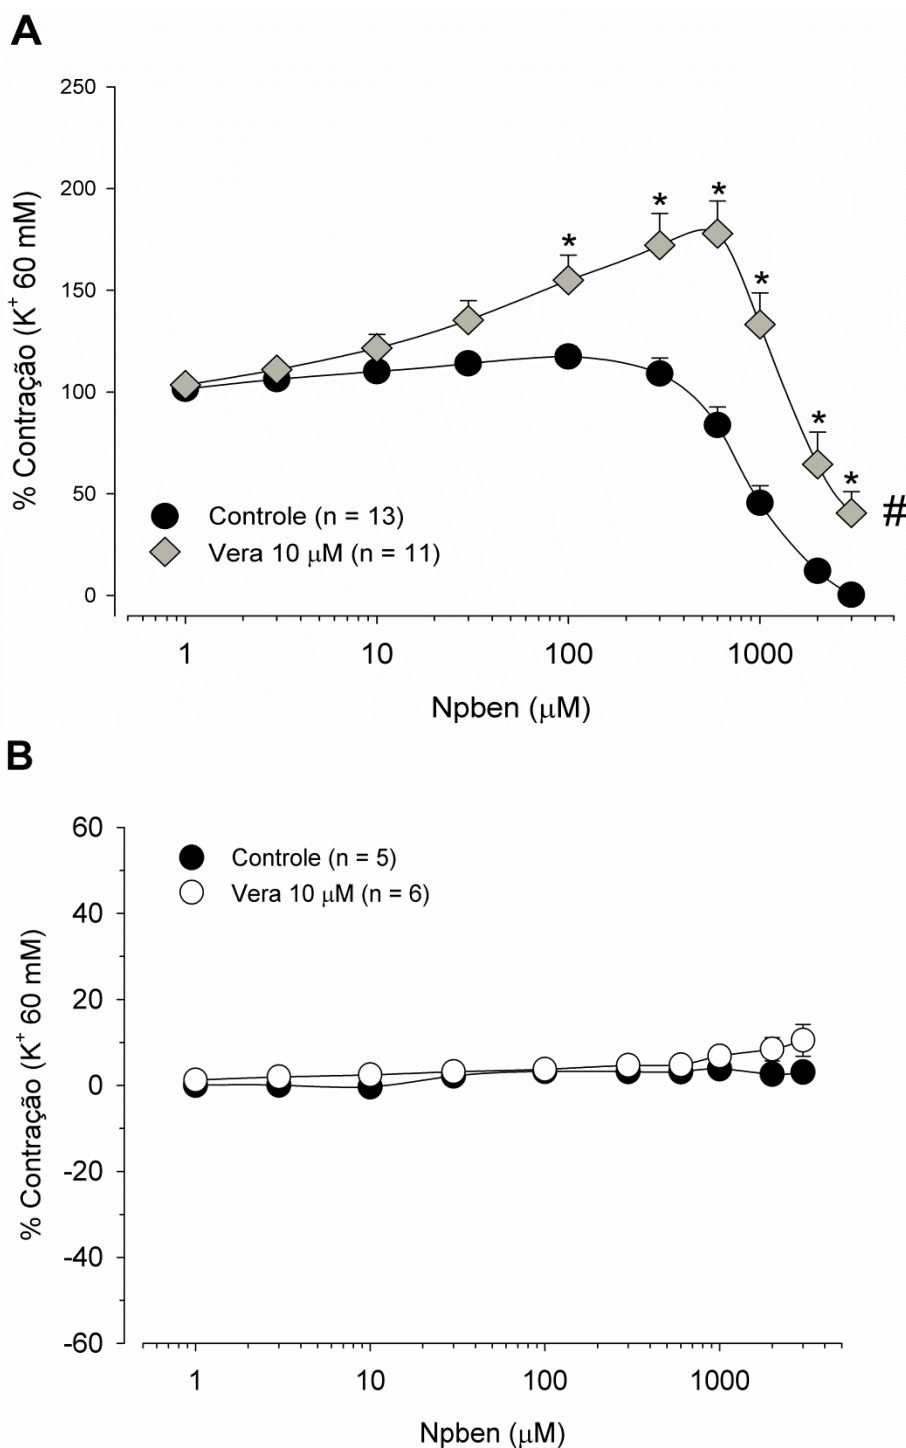 A
250
200
150
100
50
0
% Contração (K⁺ 60 mM)
* * * * * *
#
Controle (n = 13)
Vera 10 μM (n = 11)
1 10 100 1000
Npben (μM)
B
60
40
20
0
-20
-40
-60
% Contração (K⁺ 60 mM)
Controle (n = 5)
Vera 10 μM (n = 6)
1 10 100 1000
Npben (μM)